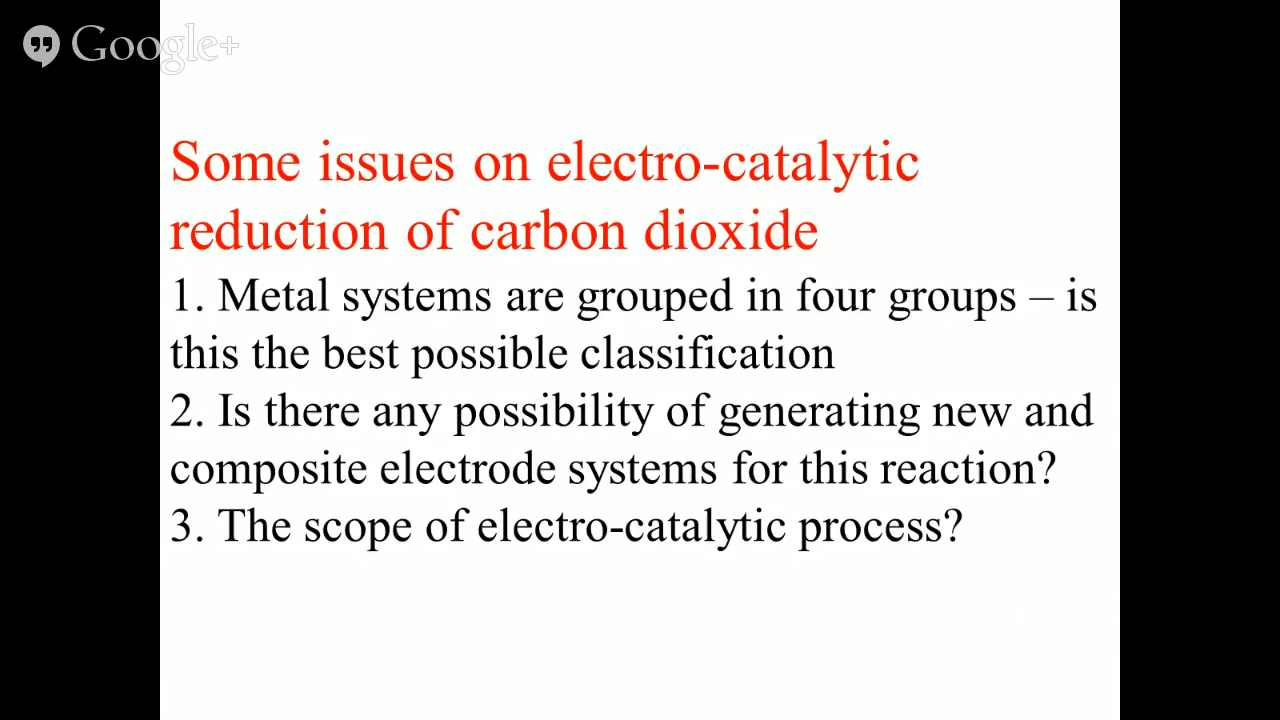 Google+
Some issues on electro-catalytic
reduction of carbon dioxide
1. Metal systems are grouped in four groups – is
this the best possible classification
2. Is there any possibility of generating new and
composite electrode systems for this reaction?
3. The scope of electro-catalytic process?